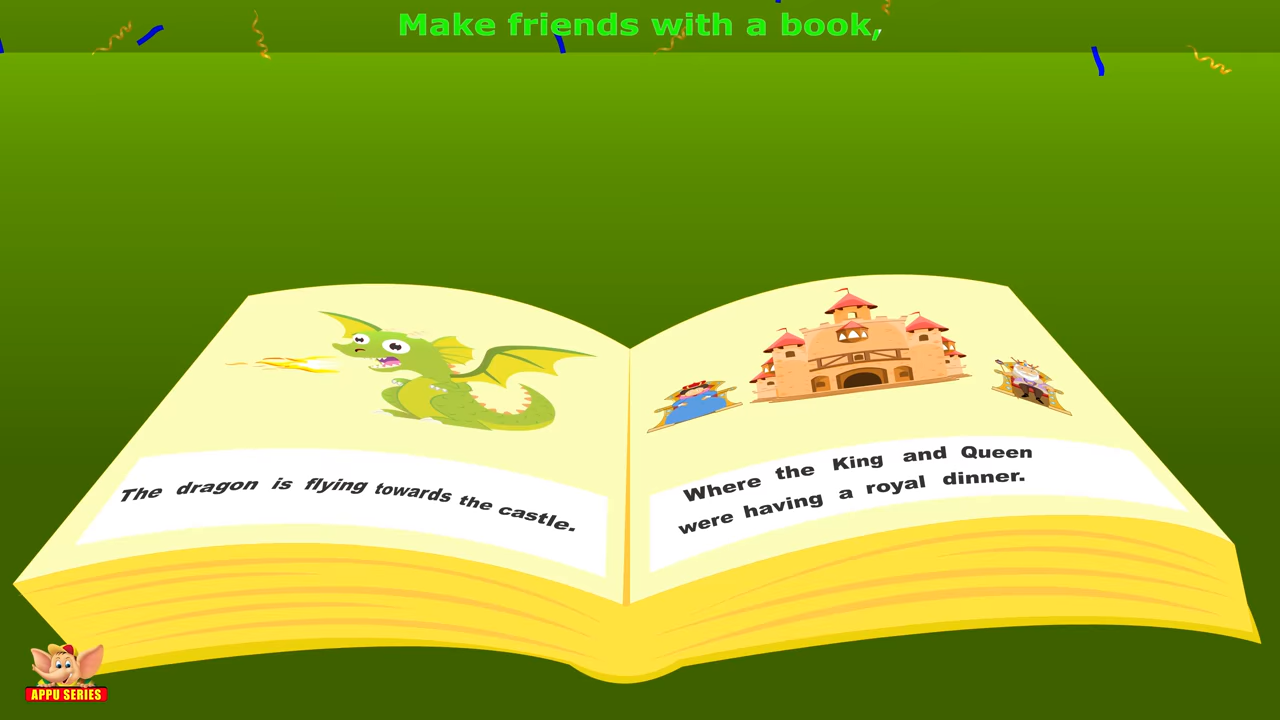 Make friends with a book,
The dragon is flying towards the castle.
Where the King and Queen
were having a royal dinner.
APPU SERIES